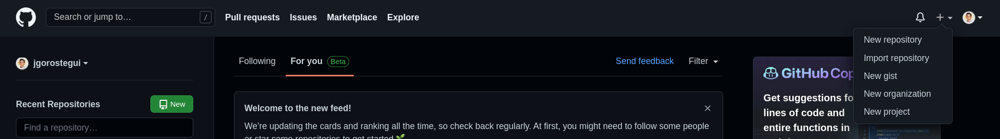 Search or jump to…
/
Pull requests
Issues
Marketplace
Explore
New repository
Import repository
New gist
New organization
New project
jgorostegui
Recent Repositories
New
Find a repository…
Following
For you
Beta
Send feedback
Filter
Welcome to the new feed!
We’re updating the cards and ranking all the time, so check back regularly. At first, you might need to follow some people
or star some repositories to get started
GitHub Cop
Get suggestions fo
lines of code and
entire functions in